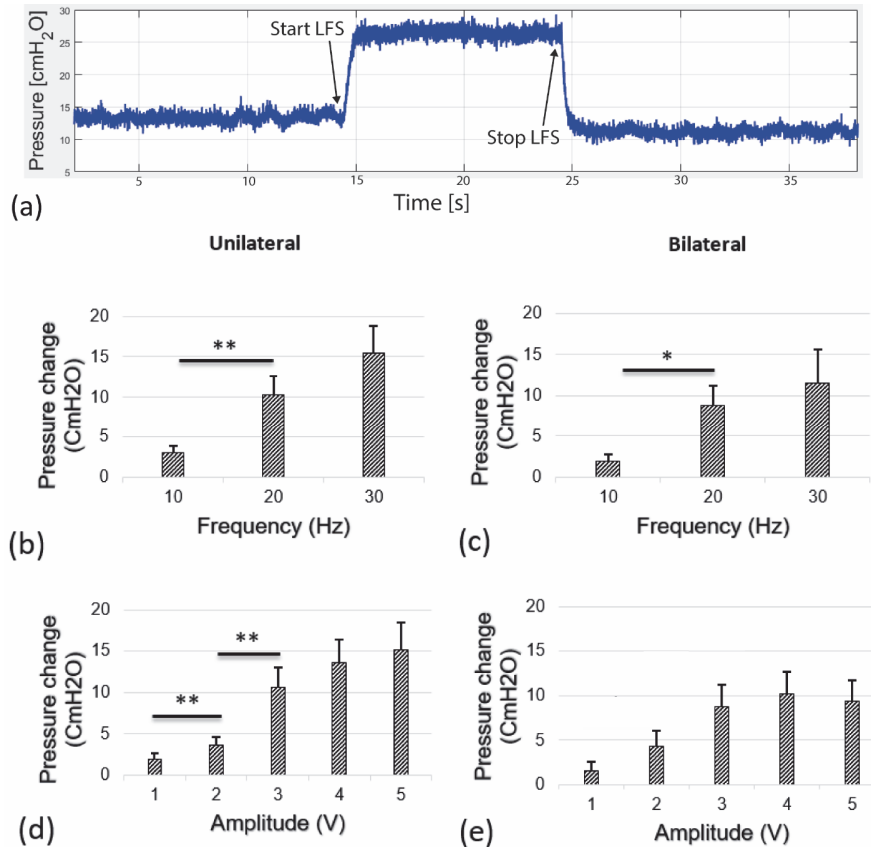 Pressure [cmH₂O]
30
25
20
15
10
5
Start LFS
Stop LFS
5
10
15
20
25
30
35
Time [s]
(a)
Unilateral
Bilateral
Pressure change
(CmH2O)
20
15
10
5
0
**
10
20
30
Frequency (Hz)
(b)
Pressure change
(CmH2O)
20
15
10
5
0
*
10
20
30
Frequency (Hz)
(c)
Pressure change
(CmH2O)
20
15
10
5
0
**
**
1
2
3
4
5
Amplitude (V)
(d)
Pressure change
(CmH2O)
20
15
10
5
0
1
2
3
4
5
Amplitude (V)
(e)